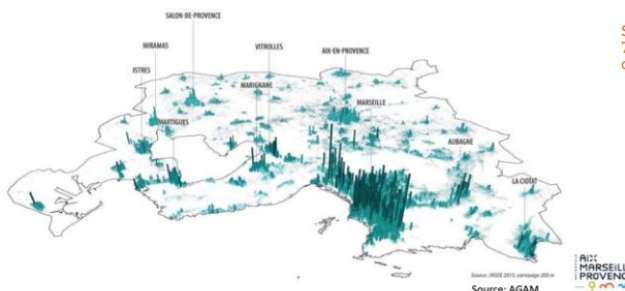 SALON-DE-PROVENCE
MIRAMAS
VITROLLES
AIX-EN-PROVENCE
ISTRES
MARIGNANE
MARSEILLE
MARTIGUES
AUBAGNE
LA CIOTAT
Source: INSEE 2015, carroyage 200 m
Source: AGAM
AIX
MARSEILLE
PROVENCE